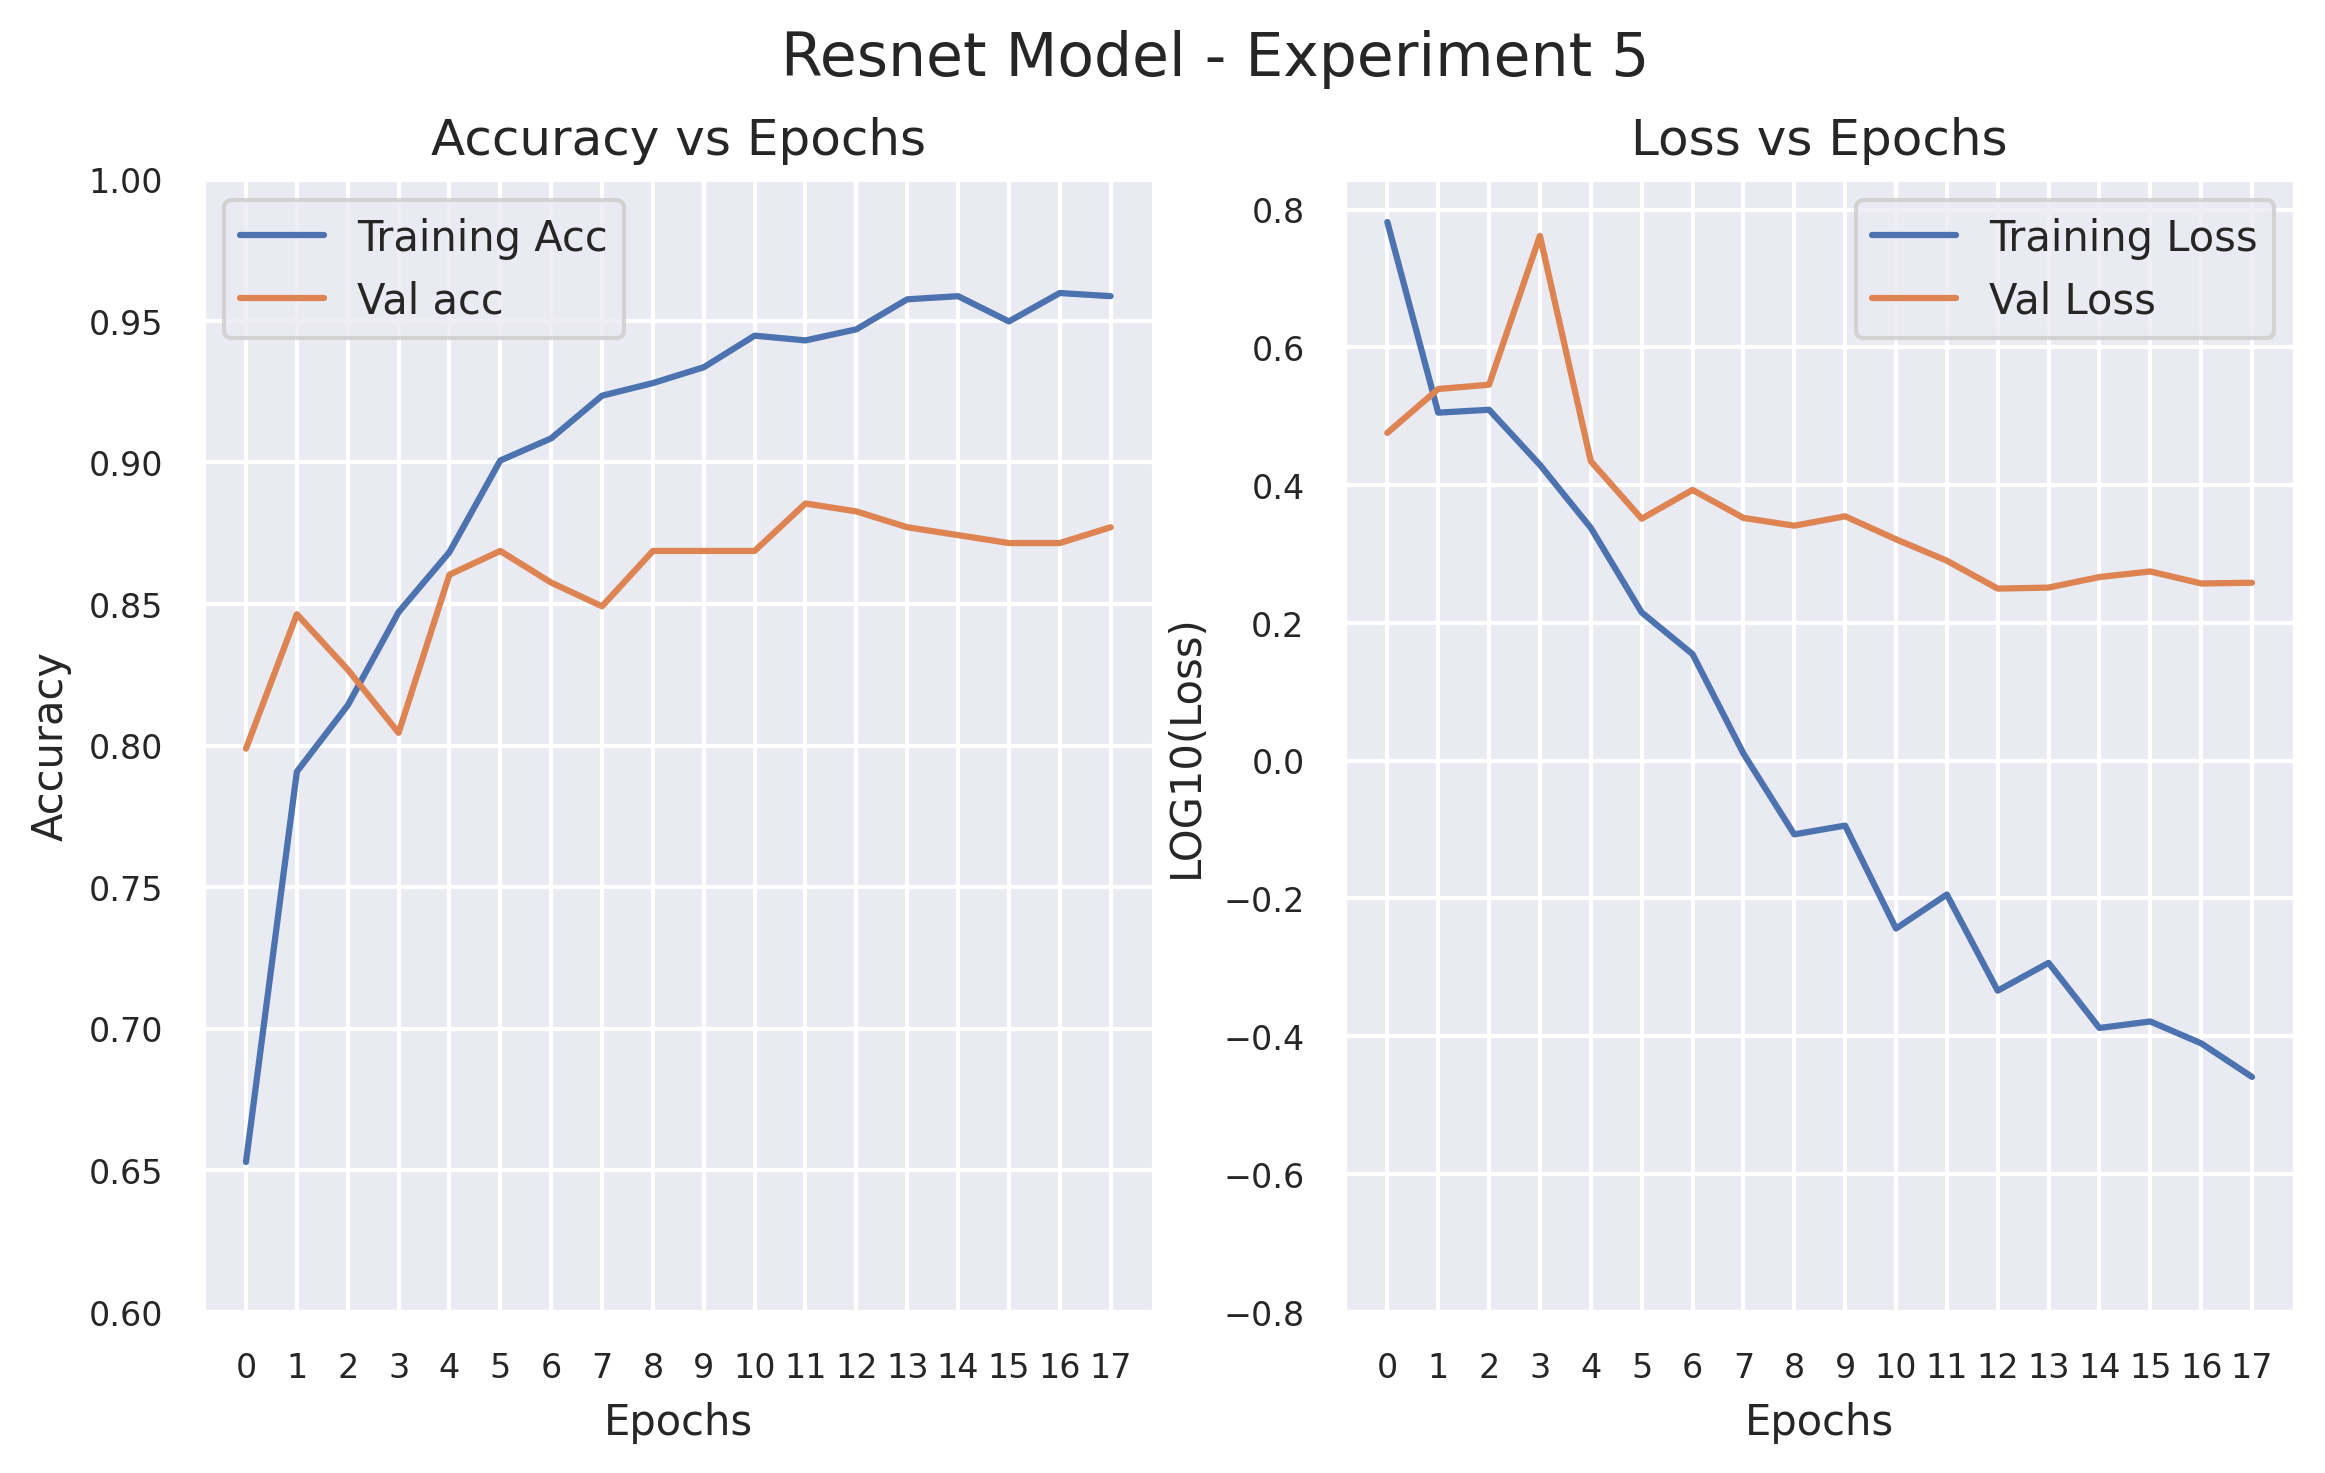 Resnet Model - Experiment 5
Accuracy vs Epochs
1.00
0.95
0.90
0.85
0.80
0.75
0.70
0.65
0.60
Accuracy
Training Acc
Val acc
0 1 2 3 4 5 6 7 8 9 10 11 12 13 14 15 16 17
Epochs
Loss vs Epochs
0.8
0.6
0.4
0.2
0.0
−0.2
−0.4
−0.6
−0.8
LOG10(Loss)
Training Loss
Val Loss
0 1 2 3 4 5 6 7 8 9 10 11 12 13 14 15 16 17
Epochs